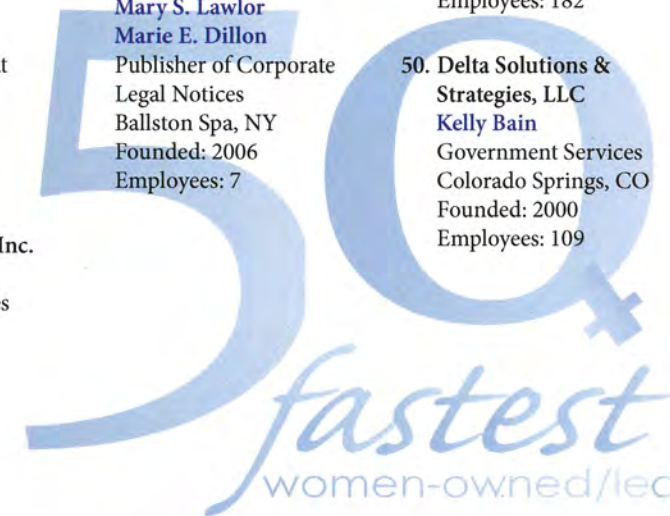 t
Inc.
s
Mary S. Lawlor
Marie E. Dillon
Publisher of Corporate
Legal Notices
Ballston Spa, NY
Founded: 2006
Employees: 7
Employees: 182
50. Delta Solutions &
Strategies, LLC
Kelly Bain
Government Services
Colorado Springs, CO
Founded: 2000
Employees: 109
50
fastest
women-owned/led